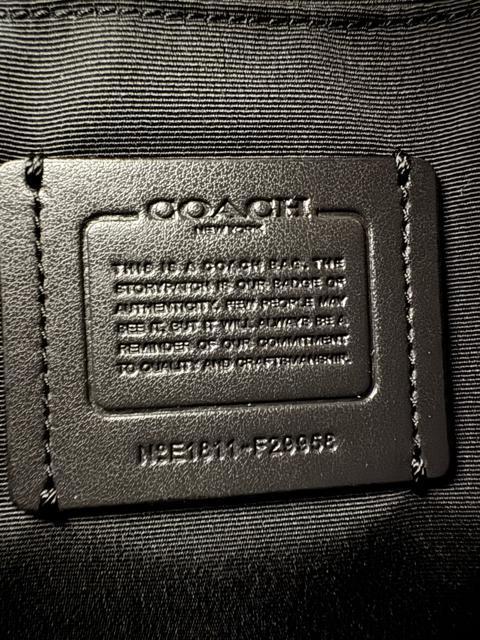 COACH
NEW YORK
THIS IS A COACH BAG. THE
STORYPATCH IS OUR BADGE OF
AUTHENTICITY. FEW PEOPLE MAY
SEE IT, BUT IT WILL ALWAYS BE A
REMINDER OF OUR COMMITMENT
TO QUALITY AND CRAFTSMANSHIP.
NºE1811-F29958